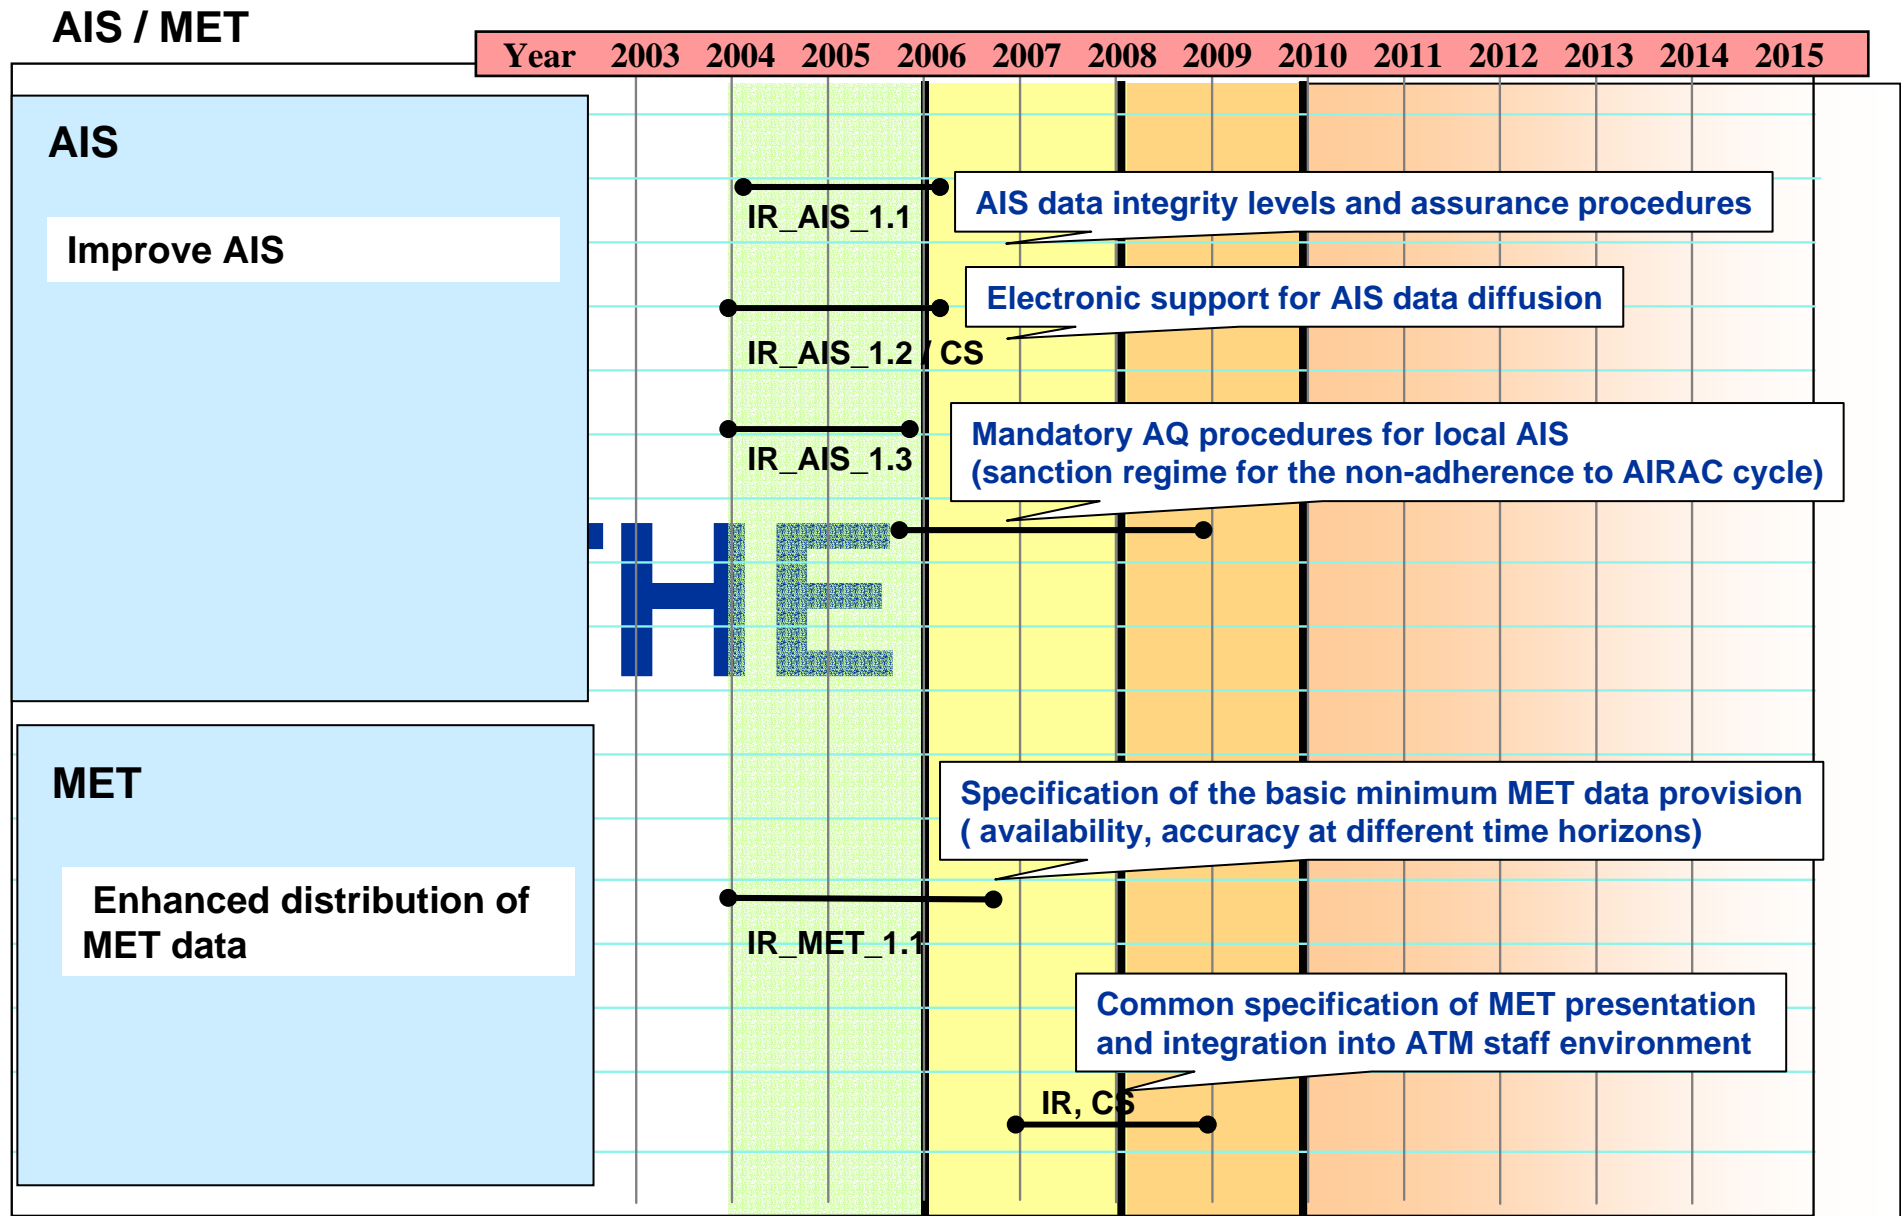 AIS / MET
Year 2003 2004 2005 2006 2007 2008 2009 2010 2011 2012 2013 2014 2015
AIS
Improve AIS
IR_AIS_1.1
AIS data integrity levels and assurance procedures
Electronic support for AIS data diffusion
IR_AIS_1.2 / CS
IR_AIS_1.3
Mandatory AQ procedures for local AIS
(sanction regime for the non-adherence to AIRAC cycle)
HE
MET
Enhanced distribution of
MET data
Specification of the basic minimum MET data provision
( availability, accuracy at different time horizons)
IR_MET_1.1
Common specification of MET presentation
and integration into ATM staff environment
IR, CS